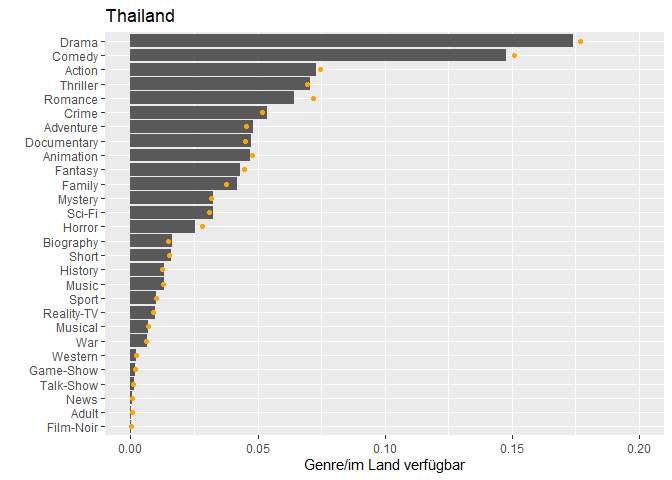 Thailand
Drama
Comedy
Action
Thriller
Romance
Crime
Adventure
Documentary
Animation
Fantasy
Family
Mystery
Sci-Fi
Horror
Biography
Short
History
Music
Sport
Reality-TV
Musical
War
Western
Game-Show
Talk-Show
News
Adult
Film-Noir
0.00 0.05 0.10 0.15 0.20
Genre/im Land verfügbar